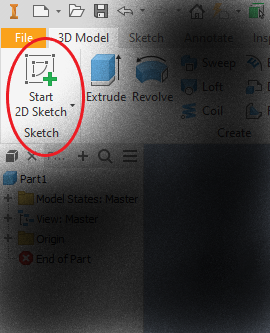 File 3D Model Sketch Annotate Inspect
Start
2D Sketch
Extrude Revolve
Sweep
Loft
Coil
Sketch
Create
Part1
Model States: Master
View: Master
Origin
End of Part